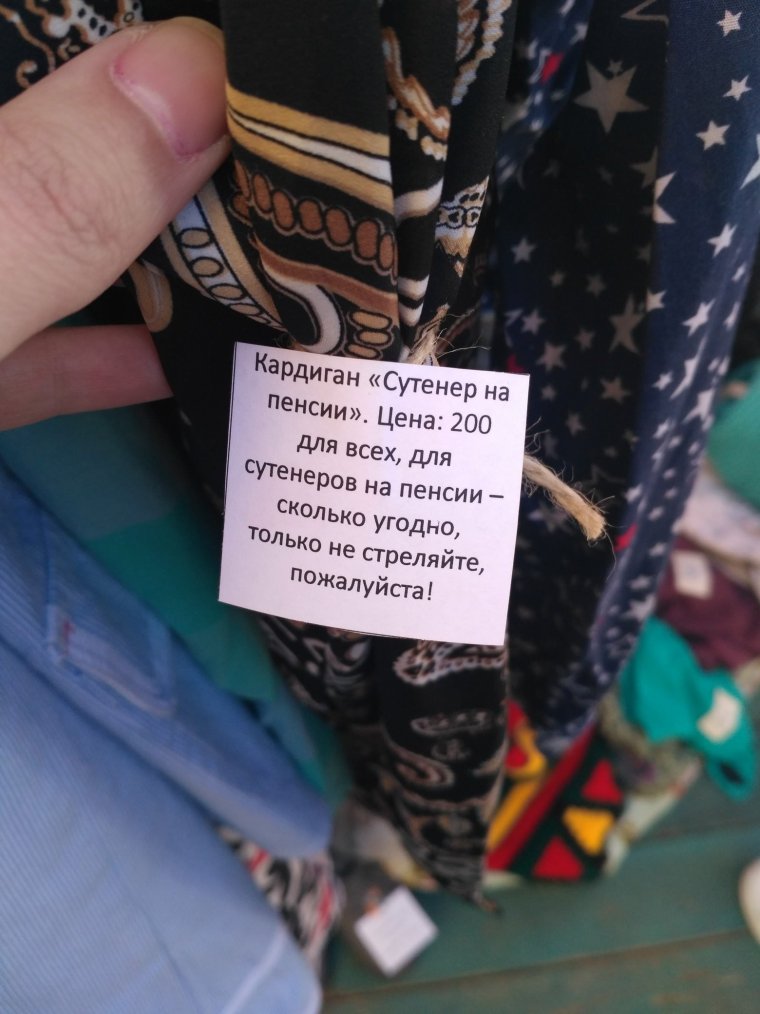 Кардиган «Сутенер на
пенсии». Цена: 200
для всех, для
сутенеров на пенсии –
сколько угодно,
только не стреляйте,
пожалуйста!